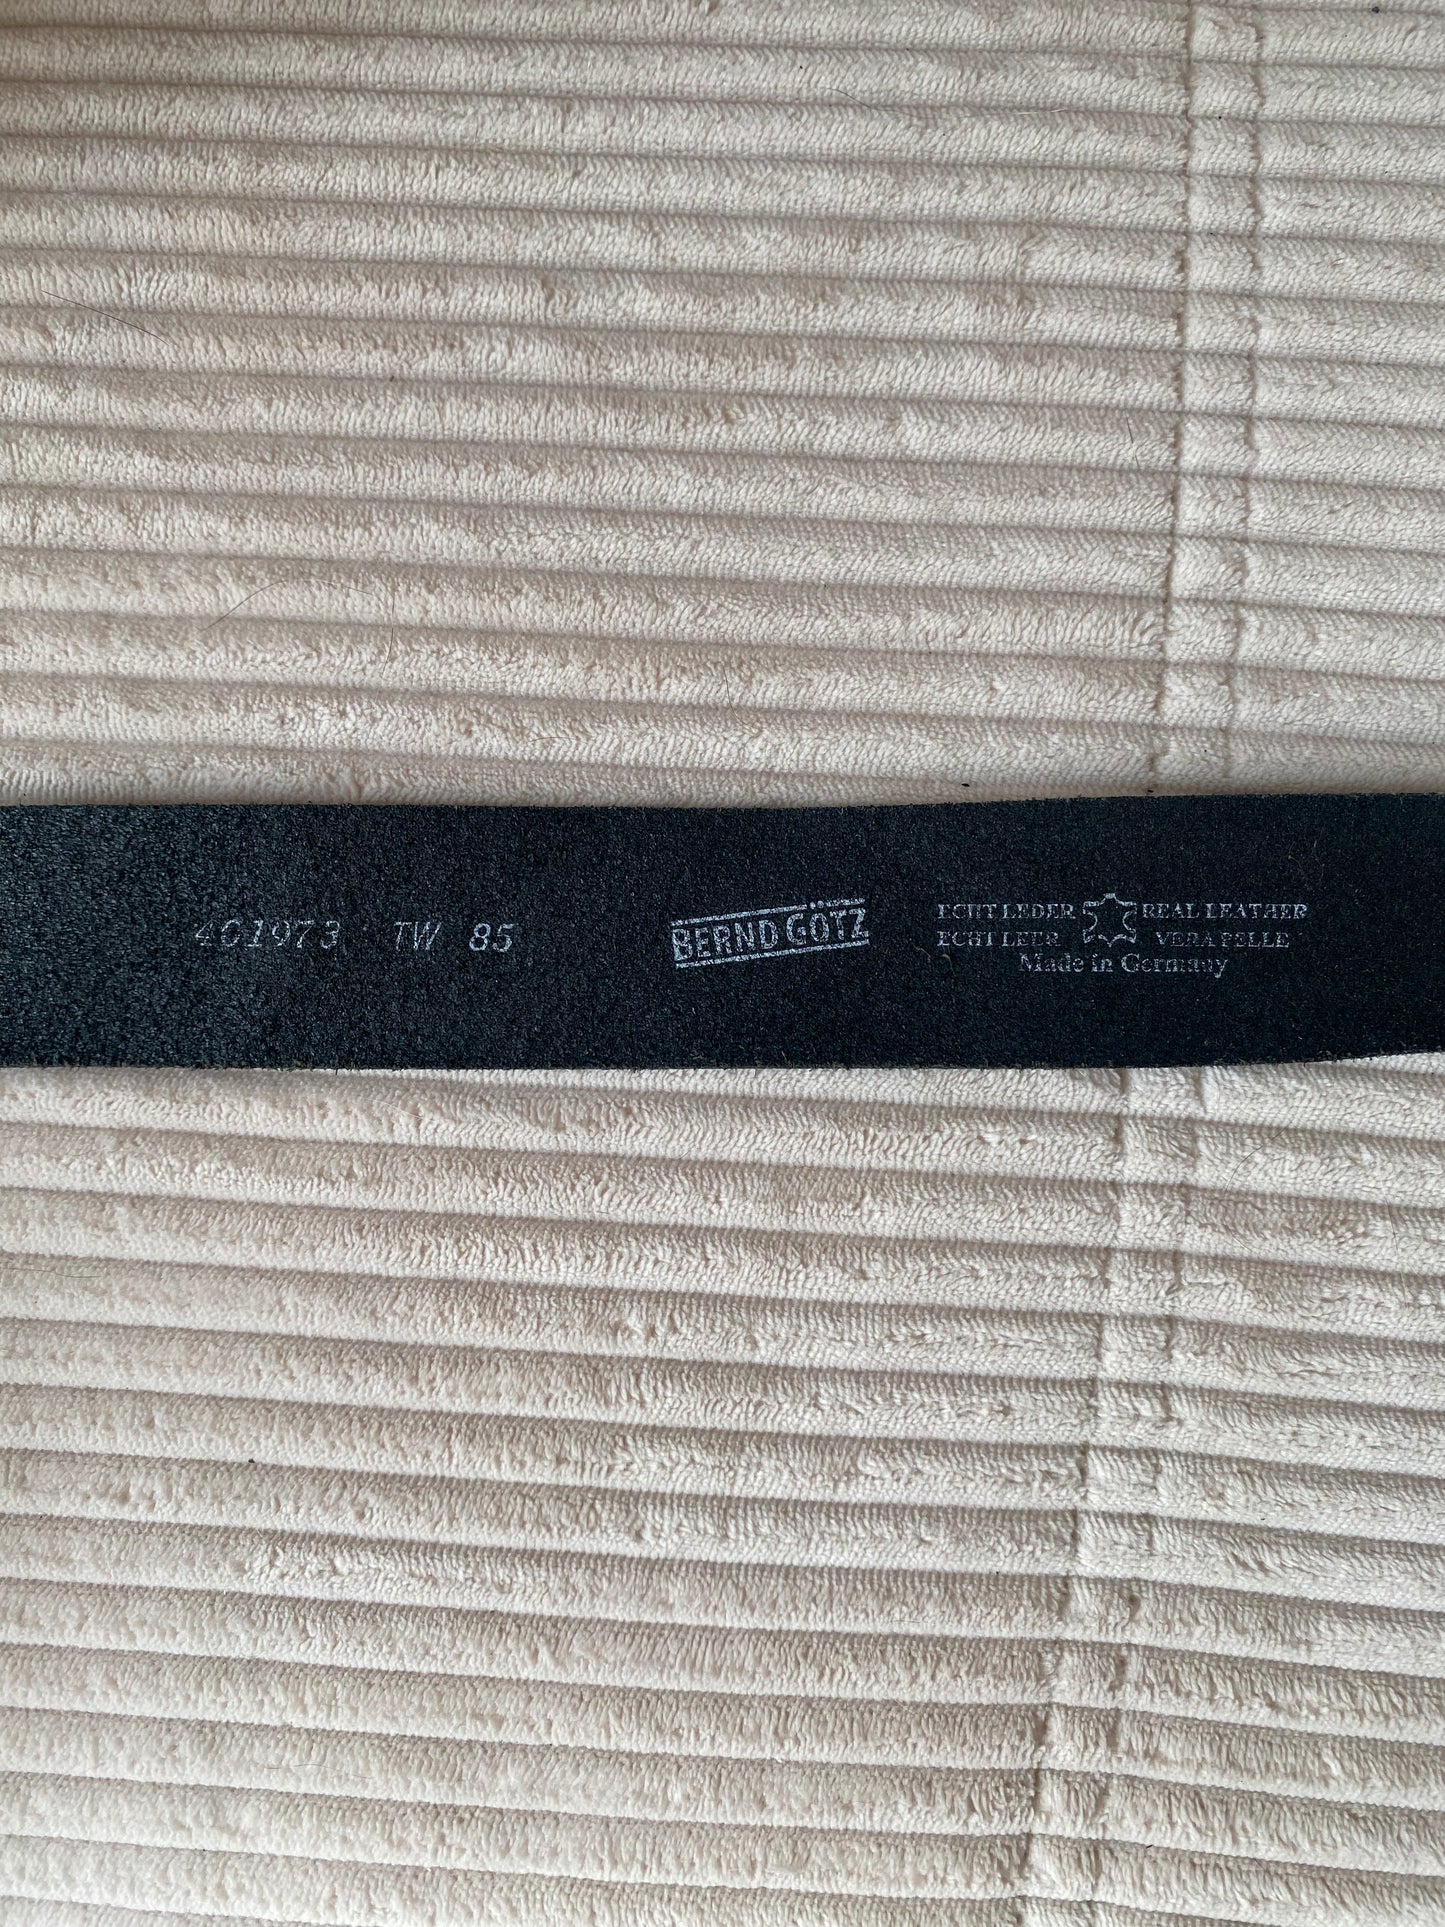 401973 TW 85
BERND GÖTZ
ECHT LEDER REAL LEATHER
ECHT LEER VERA PELLE
Made in Germany